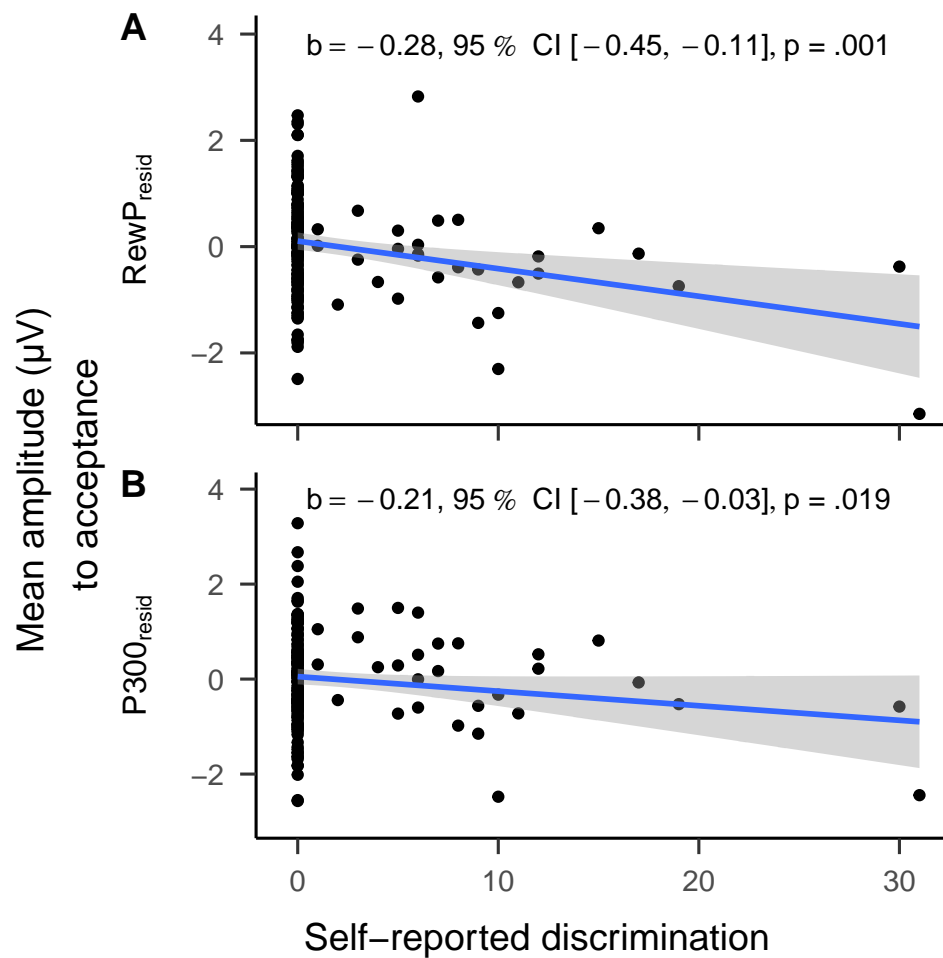 A
b = −0.28, 95 % CI [−0.45, −0.11], p = .001
4
2
0
−2
RewPresid
Mean amplitude (µV)
to acceptance
B
b = −0.21, 95 % CI [−0.38, −0.03], p = .019
4
2
0
−2
P300resid
0 10 20 30
Self−reported discrimination